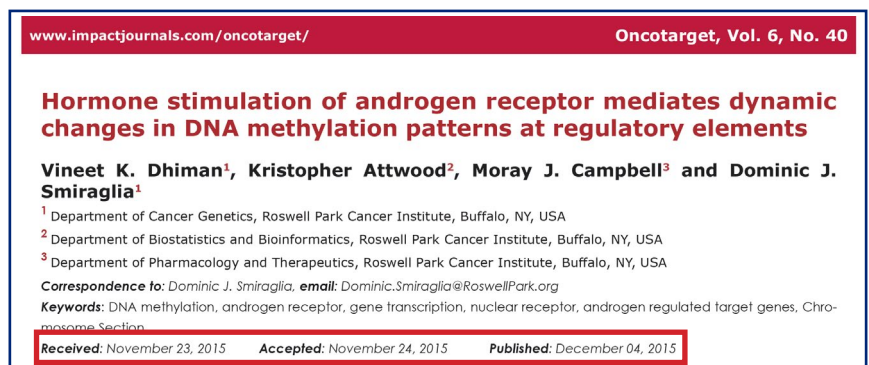 www.impactjournals.com/oncotarget/ Oncotarget, Vol. 6, No. 40
Hormone stimulation of androgen receptor mediates dynamic
changes in DNA methylation patterns at regulatory elements
Vineet K. Dhiman1, Kristopher Attwood2, Moray J. Campbell3 and Dominic J.
Smiraglia1
1 Department of Cancer Genetics, Roswell Park Cancer Institute, Buffalo, NY, USA
2 Department of Biostatistics and Bioinformatics, Roswell Park Cancer Institute, Buffalo, NY, USA
3 Department of Pharmacology and Therapeutics, Roswell Park Cancer Institute, Buffalo, NY, USA
Correspondence to: Dominic J. Smiraglia, email: Dominic.Smiraglia@RoswellPark.org
Keywords: DNA methylation, androgen receptor, gene transcription, nuclear receptor, androgen regulated target genes, Chro-
mosome Section
Received: November 23, 2015 Accepted: November 24, 2015 Published: December 04, 2015